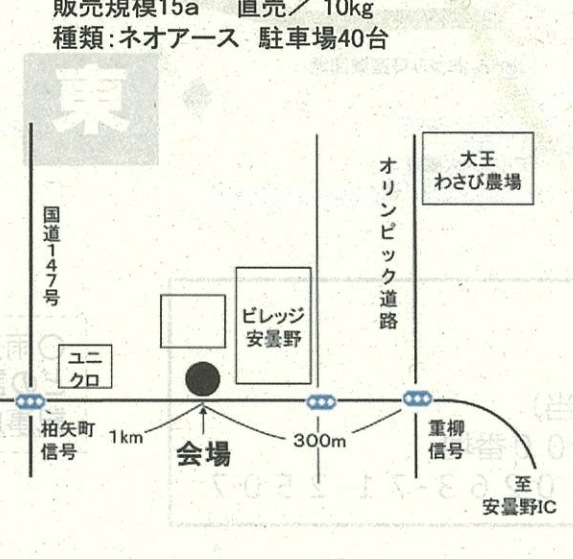 販売規模15a 直売／10kg
種類：ネオアース 駐車場40台
東
大王
わさび農場
オリンピック道路
国道147号
ビレッジ
安曇野
ユニ
クロ
柏矢町
信号
1km
会場
300m
重柳
信号
至
安曇野IC